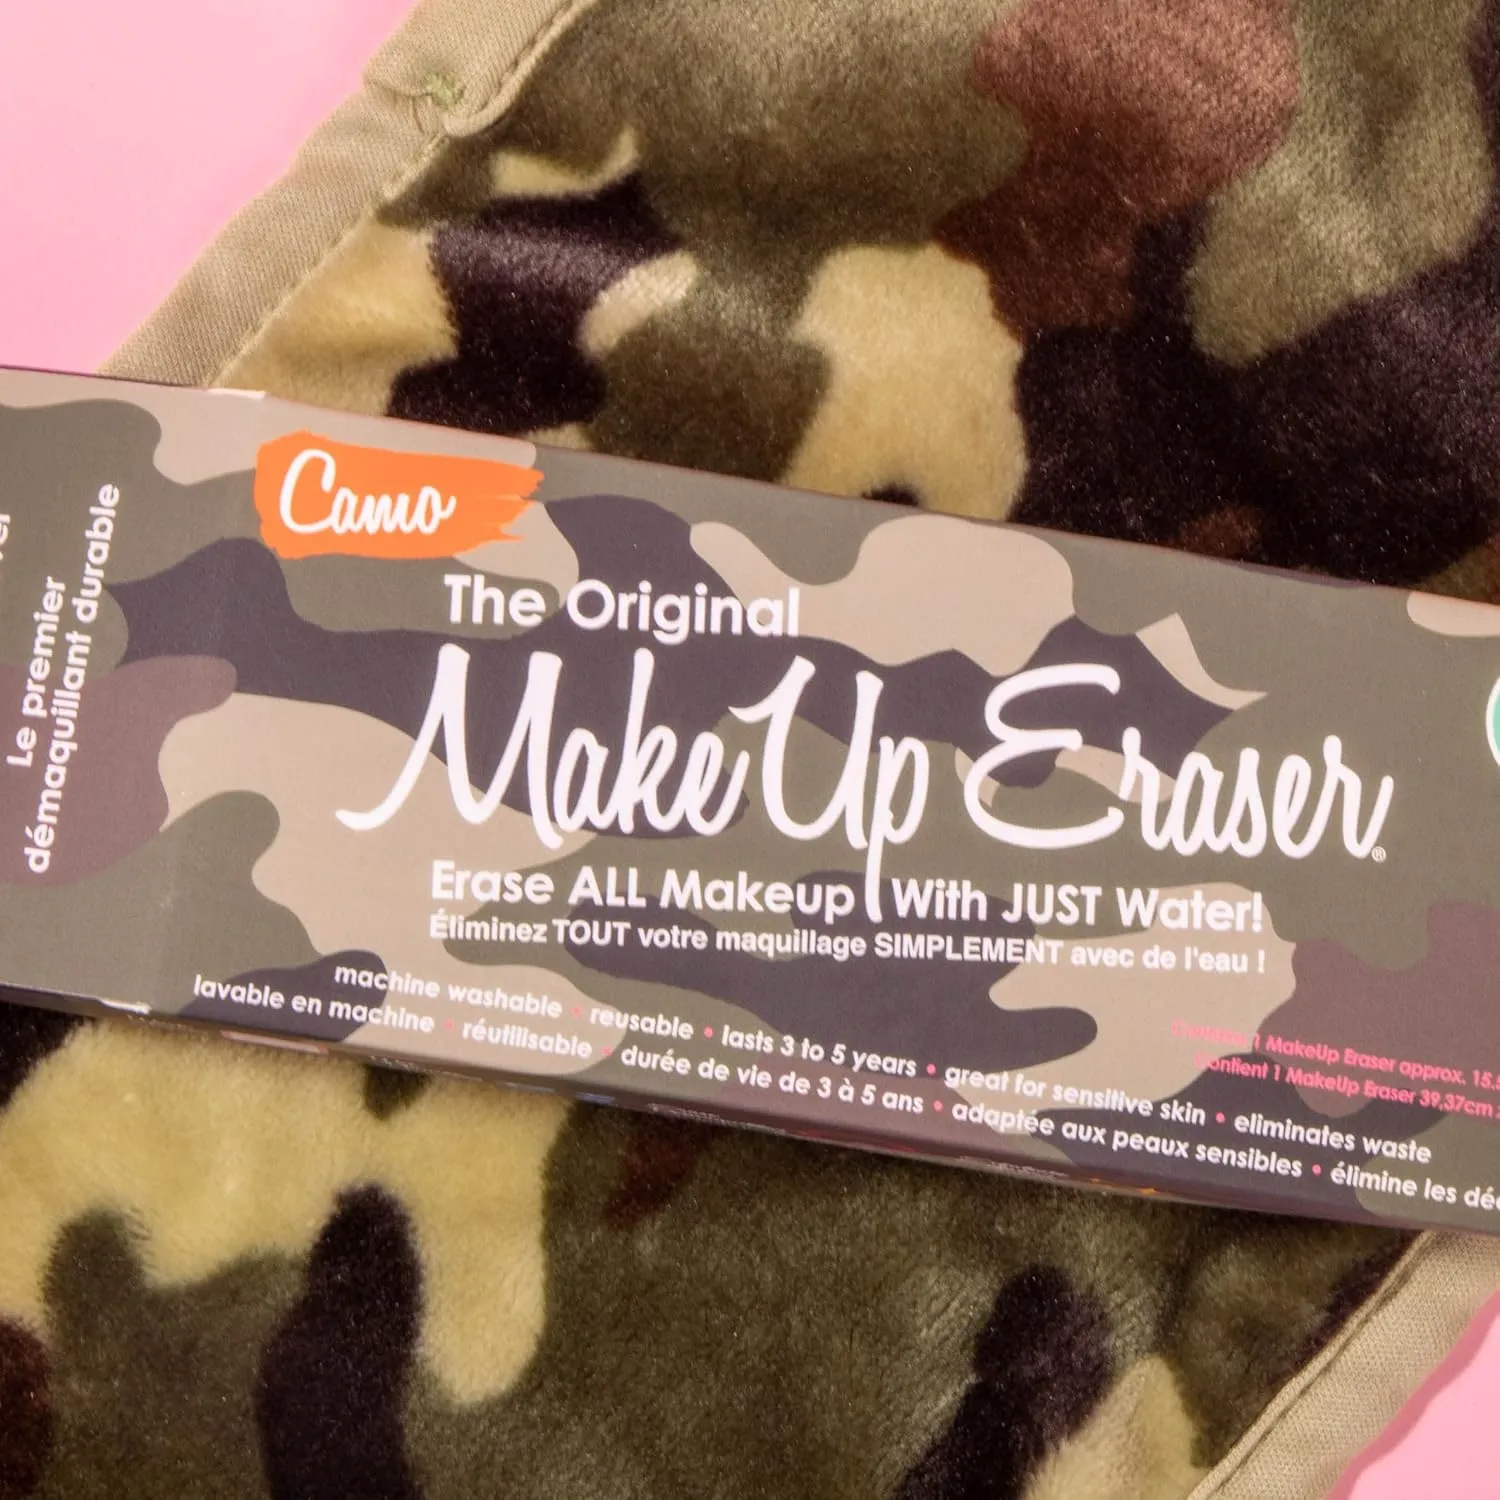 Camo
The Original
MakeUp Eraser®
Erase ALL Makeup With JUST Water!
Éliminez TOUT votre maquillage SIMPLEMENT avec de l'eau !
machine washable • reusable • lasts 3 to 5 years • great for sensitive skin • eliminates waste
lavable en machine • réutilisable • durée de vie de 3 à 5 ans • adaptée aux peaux sensibles • élimine les
1 MakeUp Eraser approx.
Contient 1 MakeUp Eraser 39,37cm
Le premier
démaquillant durable